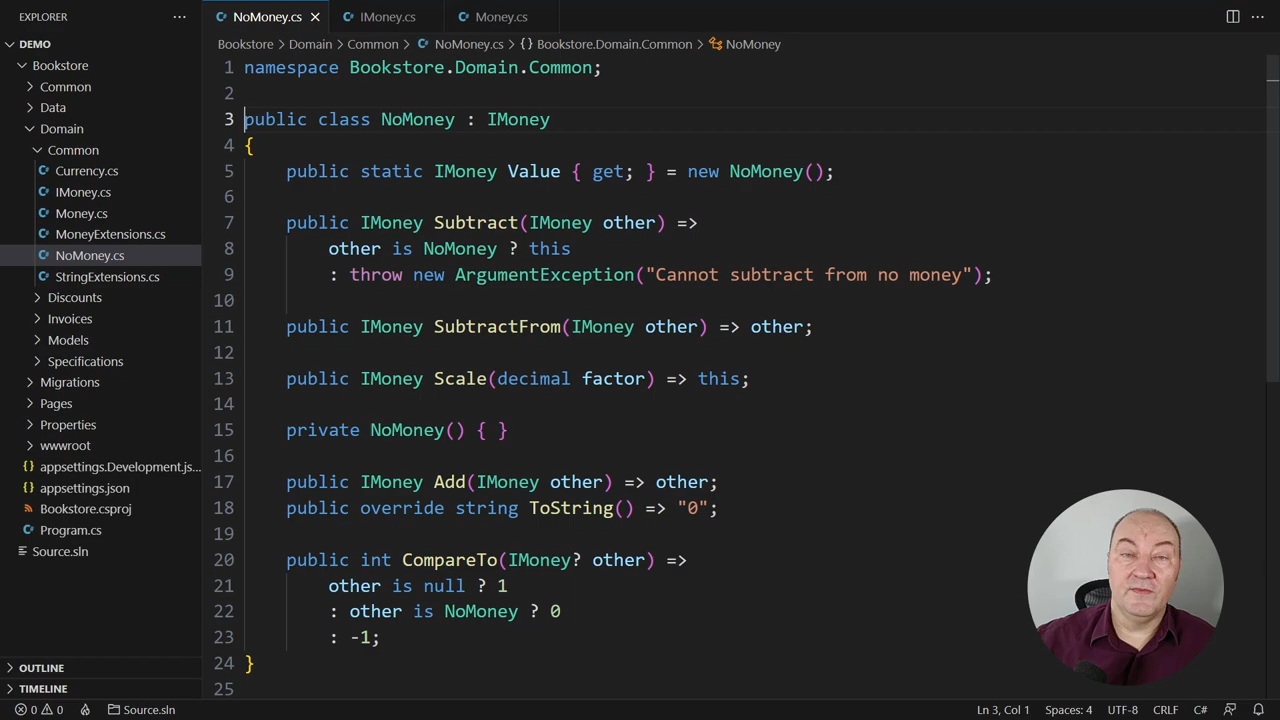 EXPLORER
DEMO
Bookstore
Common
Data
Domain
Common
Currency.cs
IMoney.cs
Money.cs
MoneyExtensions.cs
NoMoney.cs
StringExtensions.cs
Discounts
Invoices
Models
Specifications
Migrations
Pages
Properties
wwwroot
appsettings.Development.js...
appsettings.json
Bookstore.csproj
Program.cs
Source.sln
OUTLINE
TIMELINE
NoMoney.cs IMoney.cs Money.cs
Bookstore > Domain > Common > NoMoney.cs > {} Bookstore.Domain.Common > NoMoney
1 namespace Bookstore.Domain.Common;
2
3 public class NoMoney : IMoney
4 {
5 public static IMoney Value { get; } = new NoMoney();
6
7 public IMoney Subtract(IMoney other) =>
8 other is NoMoney ? this
9 : throw new ArgumentException("Cannot subtract from no money");
10
11 public IMoney SubtractFrom(IMoney other) => other;
12
13 public IMoney Scale(decimal factor) => this;
14
15 private NoMoney() { }
16
17 public IMoney Add(IMoney other) => other;
18 public override string ToString() => "0";
19
20 public int CompareTo(IMoney? other) =>
21 other is null ? 1
22 : other is NoMoney ? 0
23 : -1;
24 }
25
0 0 Source.sln Ln 3, Col 1 Spaces: 4 UTF-8 CRLF C#